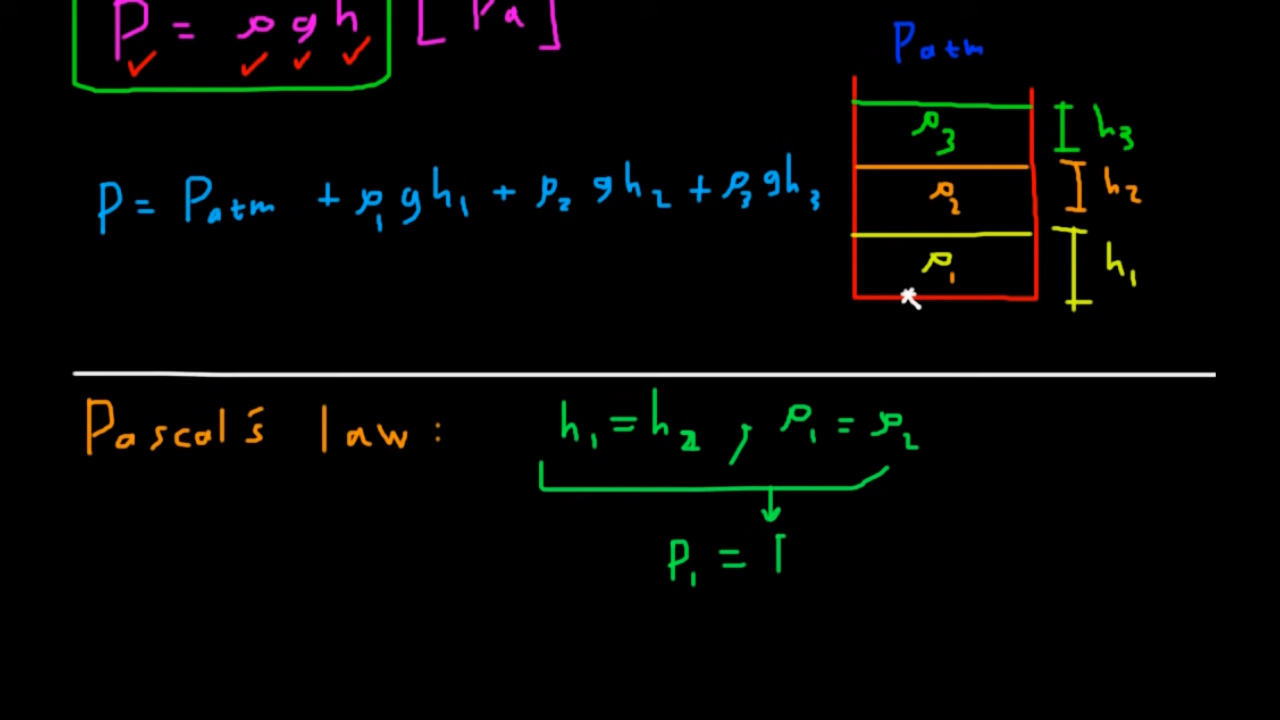 P = ρgh [Pa]
Patm
ρ3 h3
P = Patm + ρ1gh1 + ρ2gh2 + ρ3gh3
ρ2 h2
ρ1 h1
Pascal's law: h1 = h2 , ρ1 = ρ2
P1 =